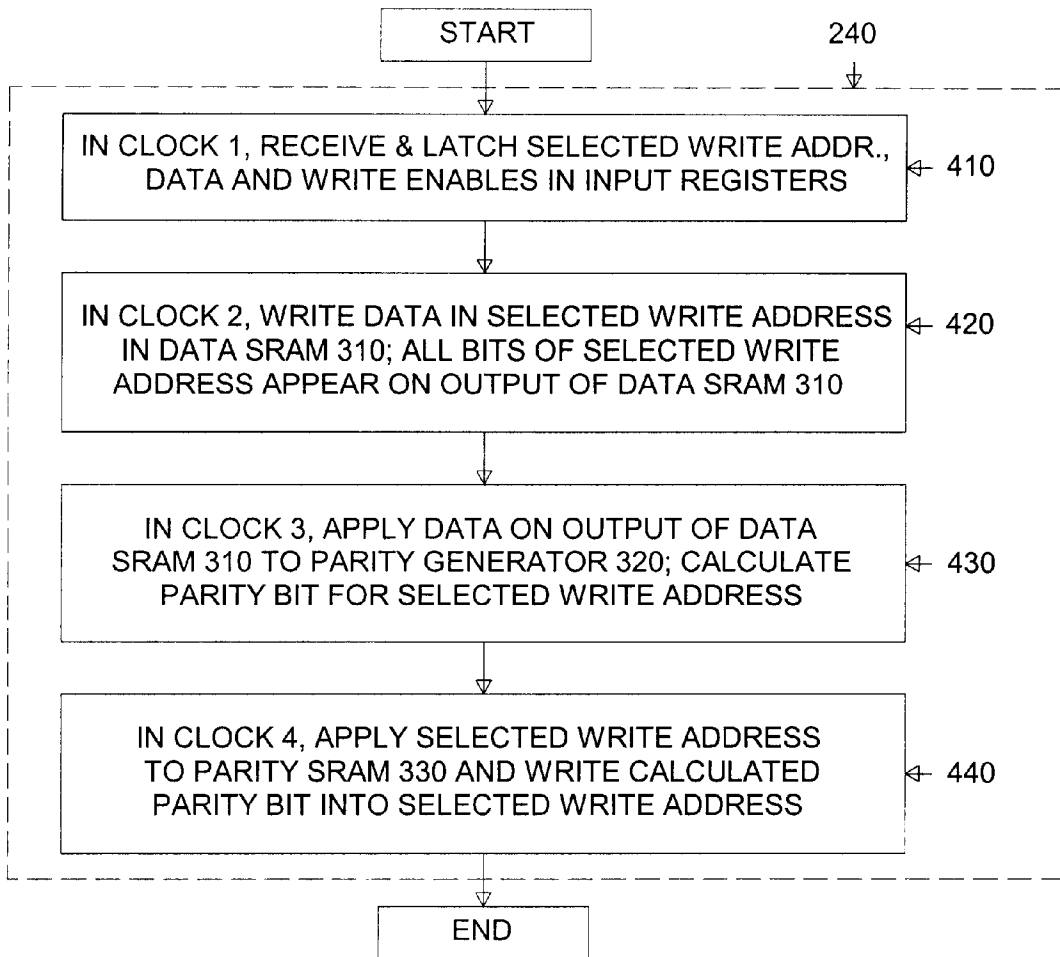 START
240
IN CLOCK 1, RECEIVE & LATCH SELECTED WRITE ADDR.,
DATA AND WRITE ENABLES IN INPUT REGISTERS
410
IN CLOCK 2, WRITE DATA IN SELECTED WRITE ADDRESS
IN DATA SRAM 310; ALL BITS OF SELECTED WRITE
ADDRESS APPEAR ON OUTPUT OF DATA SRAM 310
420
IN CLOCK 3, APPLY DATA ON OUTPUT OF DATA
SRAM 310 TO PARITY GENERATOR 320; CALCULATE
PARITY BIT FOR SELECTED WRITE ADDRESS
430
IN CLOCK 4, APPLY SELECTED WRITE ADDRESS
TO PARITY SRAM 330 AND WRITE CALCULATED
PARITY BIT INTO SELECTED WRITE ADDRESS
440
END